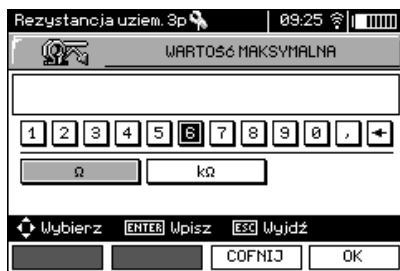 Rezystancja uziem. 3p 09:25
WARTOŚĆ MAKSYMALNA
1 2 3 4 5 6 7 8 9 0 , ←
Ω kΩ
Wybierz ENTER Wpisz ESC Wyjdź
COFNIJ OK